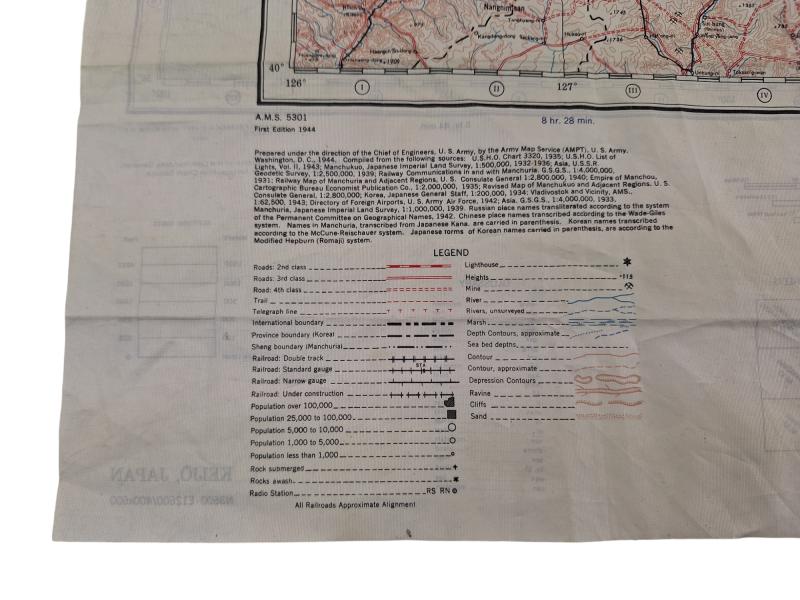 Nangnimsan
40°
126°
I
II
127°
III
IV
A.M.S. 5301
First Edition 1944
8 hr. 28 min.
Prepared under the direction of the Chief of Engineers, U. S. Army, by the Army Map Service (AMPT), U. S. Army,
Washington, D. C., 1944. Compiled from the following sources: U.S.H.O. Chart 3320, 1935; U.S.H.O. List of
Lights, Vol. II, 1943; Manchukuo, Japanese Imperial Land Survey, 1:500,000, 1932-1936; Asia, U.S.S.R.
Geodetic Survey, 1:2,500,000, 1939; Railway Communications in and with Manchuria, G.S.G.S., 1:4,000,000,
1931; Railway Map of Manchuria and Adjacent Regions, U. S. Consulate General 1:2,800,000, 1940; Empire of Manchou,
Cartographic Bureau Economist Publication Co., 1:2,000,000, 1935; Revised Map of Manchukuo and Adjacent Regions, U. S.
Consulate General, 1:2,800,000; Korea, Japanese General Staff, 1:200,000, 1934; Vladivostok and Vicinity, AMS.,
1:62,500, 1943; Directory of Foreign Airports, U. S. Army Air Force, 1942; Asia, G.S.G.S., 1:4,000,000, 1933.
Manchuria, Japanese Imperial Land Survey, 1:1,000,000, 1939. Russian place names transliterated according to the system
of the Permanent Committee on Geographical Names, 1942. Chinese place names transcribed according to the Wade-Giles
system. Names in Manchuria, transcribed from Japanese Kana, are carried in parenthesis. Korean names transcribed
according to the McCune-Reischauer system. Japanese forms of Korean names carried in parenthesis, are according to the
Modified Hepburn (Romaji) system.
LEGEND
Roads: 2nd class
Roads: 3rd class
Road: 4th class
Trail
Telegraph line
International boundary
Province boundary (Korea)
Sheng boundary (Manchuria)
Railroad: Double track
Railroad: Standard gauge STA
Railroad: Narrow gauge
Railroad: Under construction
Population over 100,000
Population 25,000 to 100,000
Population 5,000 to 10,000
Population 1,000 to 5,000
Population less than 1,000
Rock submerged
Rocks awash
Radio Station RS RN
Lighthouse
Heights •115
Mine
River
Rivers, unsurveyed
Marsh
Depth Contours, approximate
Sea bed depths
Contour
Contour, approximate
Depression Contours
Ravine
Cliffs
Sand
All Railroads Approximate Alignment
KEIJO, JAPAN
N3600-E12600/400x600